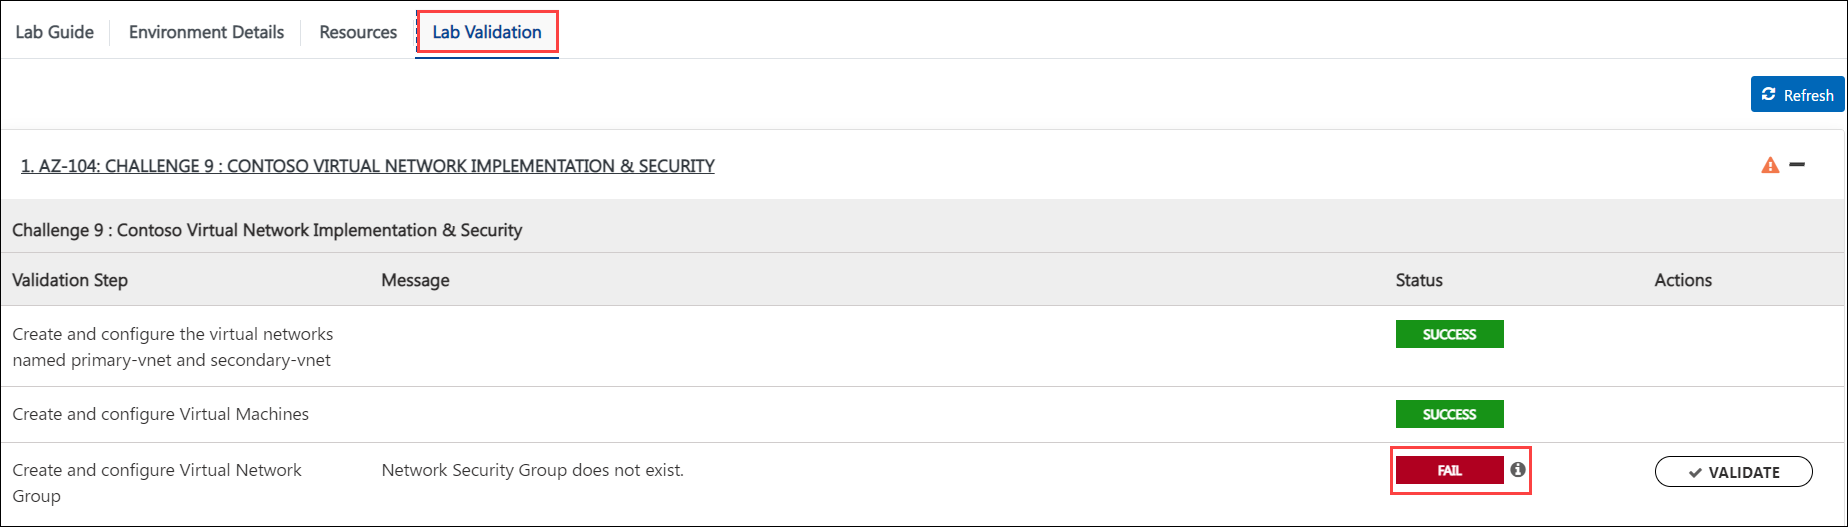 Lab Guide
Environment Details
Resources
Lab Validation
Refresh
1. AZ-104: CHALLENGE 9 : CONTOSO VIRTUAL NETWORK IMPLEMENTATION & SECURITY
Challenge 9 : Contoso Virtual Network Implementation & Security
Validation Step
Message
Status
Actions
Create and configure the virtual networks
named primary-vnet and secondary-vnet
SUCCESS
Create and configure Virtual Machines
SUCCESS
Create and configure Virtual Network
Group
Network Security Group does not exist.
FAIL
VALIDATE